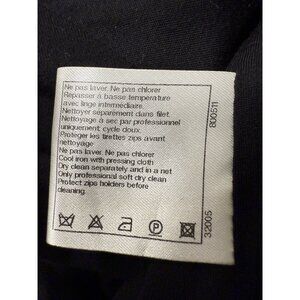 Ne pas laver. Ne pas chlorer
Repasser à basse température
avec linge intermédiaire.
Nettoyer séparément dans filet.
Nettoyage à sec par professionnel
uniquement, cycle doux.
Protéger les tirettes zips avant
nettoyage
Ne pas laver. Ne pas chlorer
Cool iron with pressing cloth
Dry clean separately and in a net
Only professional soft dry clean
Protect zips holders before
cleaning.
P
32005